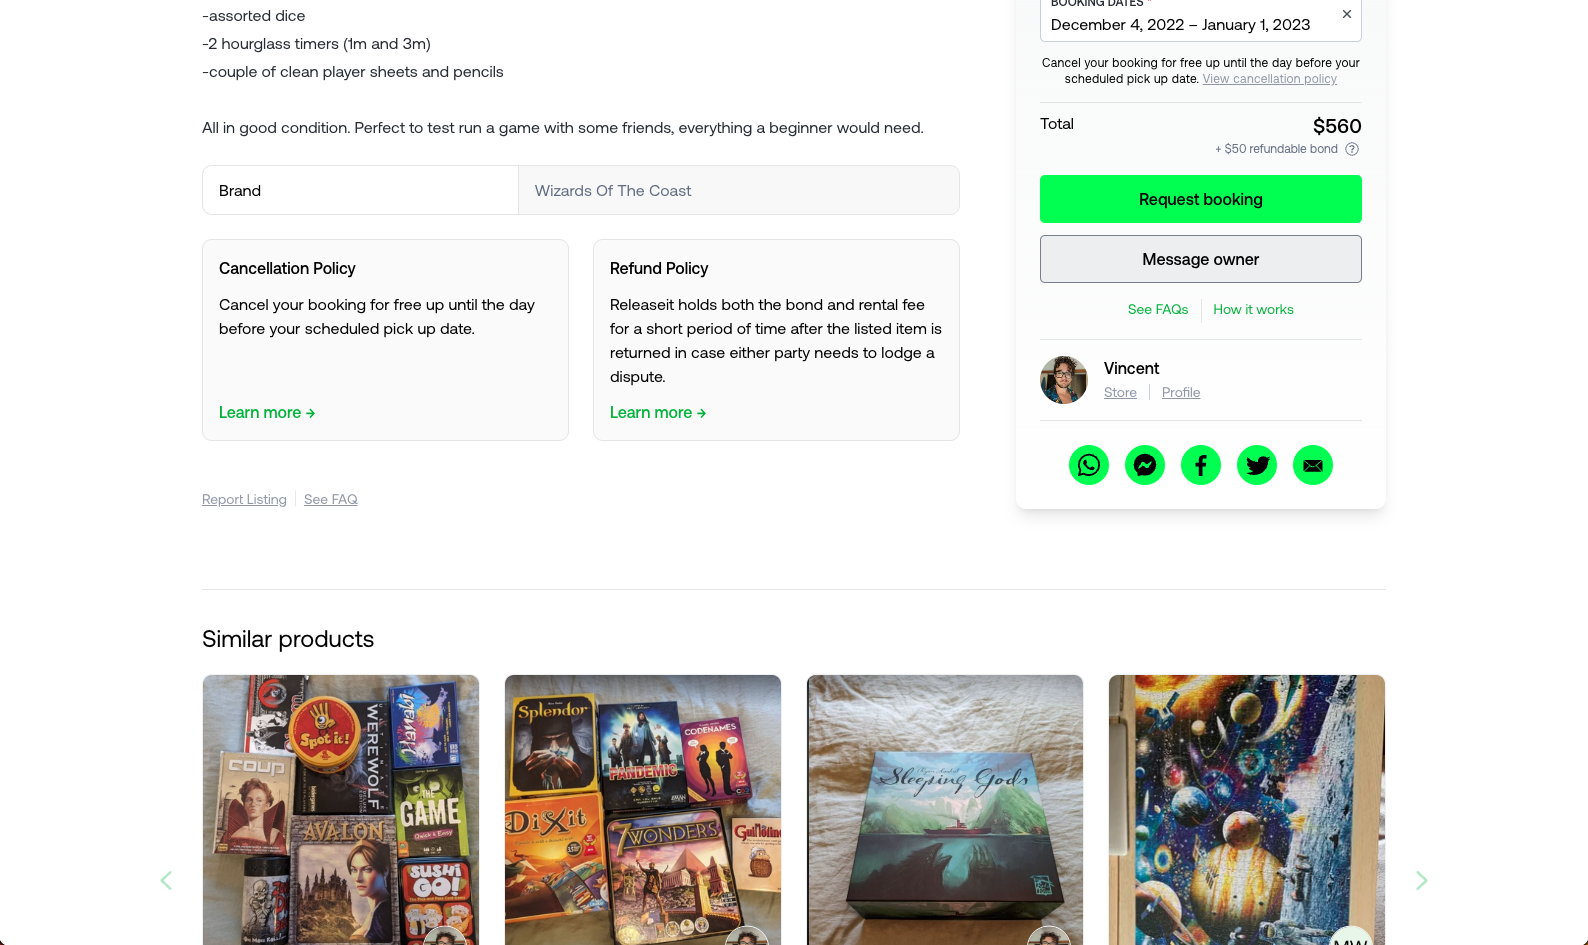 -assorted dice
-2 hourglass timers (1m and 3m)
-couple of clean player sheets and pencils
All in good condition. Perfect to test run a game with some friends, everything a beginner would need.
Brand
Wizards Of The Coast
Cancellation Policy
Cancel your booking for free up until the day
before your scheduled pick up date.
Learn more →
Refund Policy
Releaseit holds both the bond and rental fee
for a short period of time after the listed item is
returned in case either party needs to lodge a
dispute.
Learn more →
Report Listing
See FAQ
BOOKING DATES *
December 4, 2022 – January 1, 2023
Cancel your booking for free up until the day before your
scheduled pick up date. View cancellation policy
Total
$560
+ $50 refundable bond
Request booking
Message owner
See FAQs
How it works
Vincent
Store
Profile
Similar products
Spot it!
WEREWOLF
COUP
THE
GAME
Quick & Easy
AVALON
SUSHI
GO!
Splendor
PANDEMIC
CODENAMES
Dixit
7 WONDERS
Guillotine
Sleeping Gods
MW